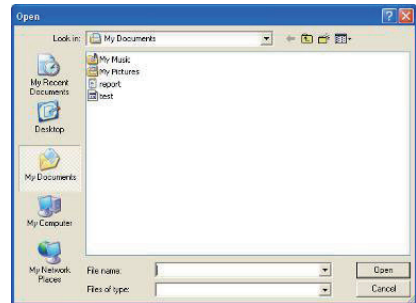 Open
Look in:
My Documents
My Recent
Documents
Desktop
My Documents
My Computer
My Network
Places
My Music
My Pictures
report
test
File name:
Open
Files of type:
Cancel